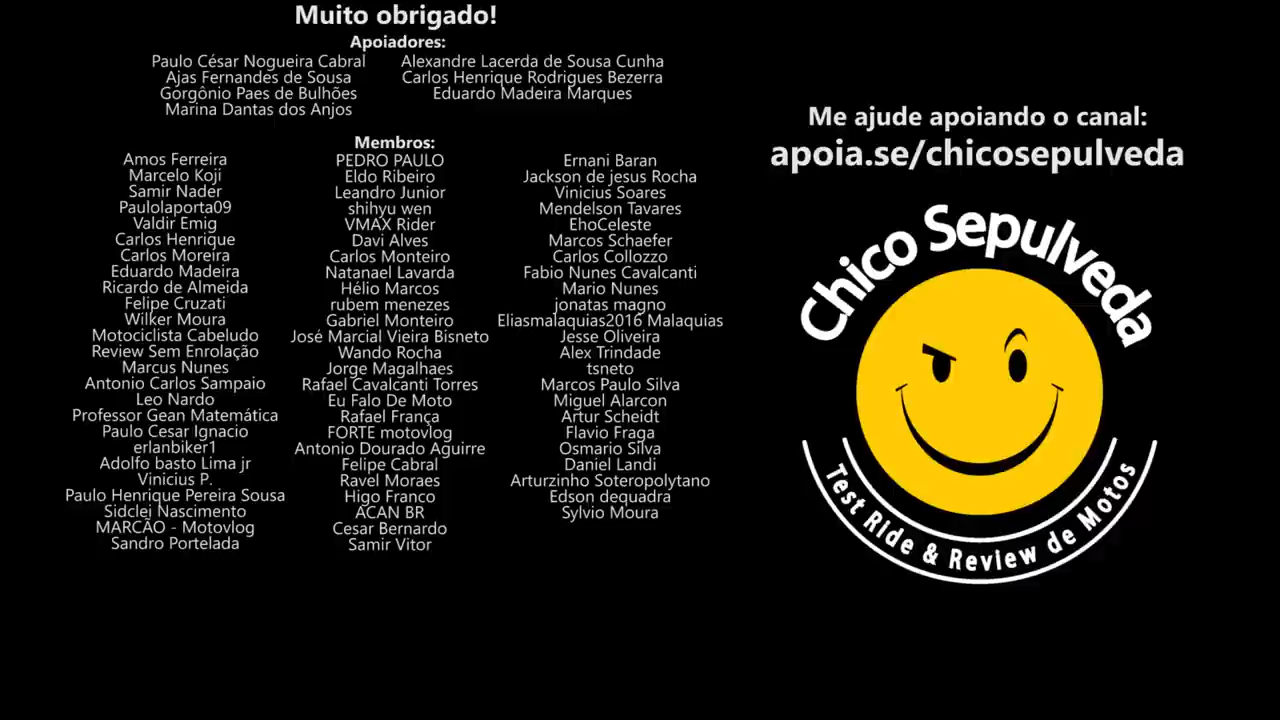 Muito obrigado!
Apoiadores:
Paulo César Nogueira Cabral
Ajas Fernandes de Sousa
Gorgônio Paes de Bulhões
Marina Dantas dos Anjos
Alexandre Lacerda de Sousa Cunha
Carlos Henrique Rodrigues Bezerra
Eduardo Madeira Marques
Membros:
Amos Ferreira
Marcelo Koji
Samir Nader
Paulolaporta09
Valdir Emig
Carlos Henrique
Carlos Moreira
Eduardo Madeira
Ricardo de Almeida
Felipe Cruzati
Wilker Moura
Motociclista Cabeludo
Review Sem Enrolação
Marcus Nunes
Antonio Carlos Sampaio
Leo Nardo
Professor Gean Matemática
Paulo Cesar Ignacio
erlanbiker1
Adolfo basto Lima jr
Vinicius P.
Paulo Henrique Pereira Sousa
Sidclei Nascimento
MARCÃO - Motovlog
Sandro Portelada
PEDRO PAULO
Eldo Ribeiro
Leandro Junior
shihyu wen
VMAX Rider
Davi Alves
Carlos Monteiro
Natanael Lavarda
Hélio Marcos
rubem menezes
Gabriel Monteiro
José Marcial Vieira Bisneto
Wando Rocha
Jorge Magalhaes
Rafael Cavalcanti Torres
Eu Falo De Moto
Rafael França
FORTE motovlog
Antonio Dourado Aguirre
Felipe Cabral
Ravel Moraes
Higo Franco
ACAN BR
Cesar Bernardo
Samir Vitor
Ernani Baran
Jackson de jesus Rocha
Vinicius Soares
Mendelson Tavares
EhoCeleste
Marcos Schaefer
Carlos Collozzo
Fabio Nunes Cavalcanti
Mario Nunes
jonatas magno
Eliasmalaquias2016 Malaquias
Jesse Oliveira
Alex Trindade
tsneto
Marcos Paulo Silva
Miguel Alarcon
Artur Scheidt
Flavio Fraga
Osmario Silva
Daniel Landi
Arturzinho Soteropolytano
Edson dequadra
Sylvio Moura
Me ajude apoiando o canal:
apoia.se/chicosepulveda
Chico Sepulveda
Test Ride & Review de Motos